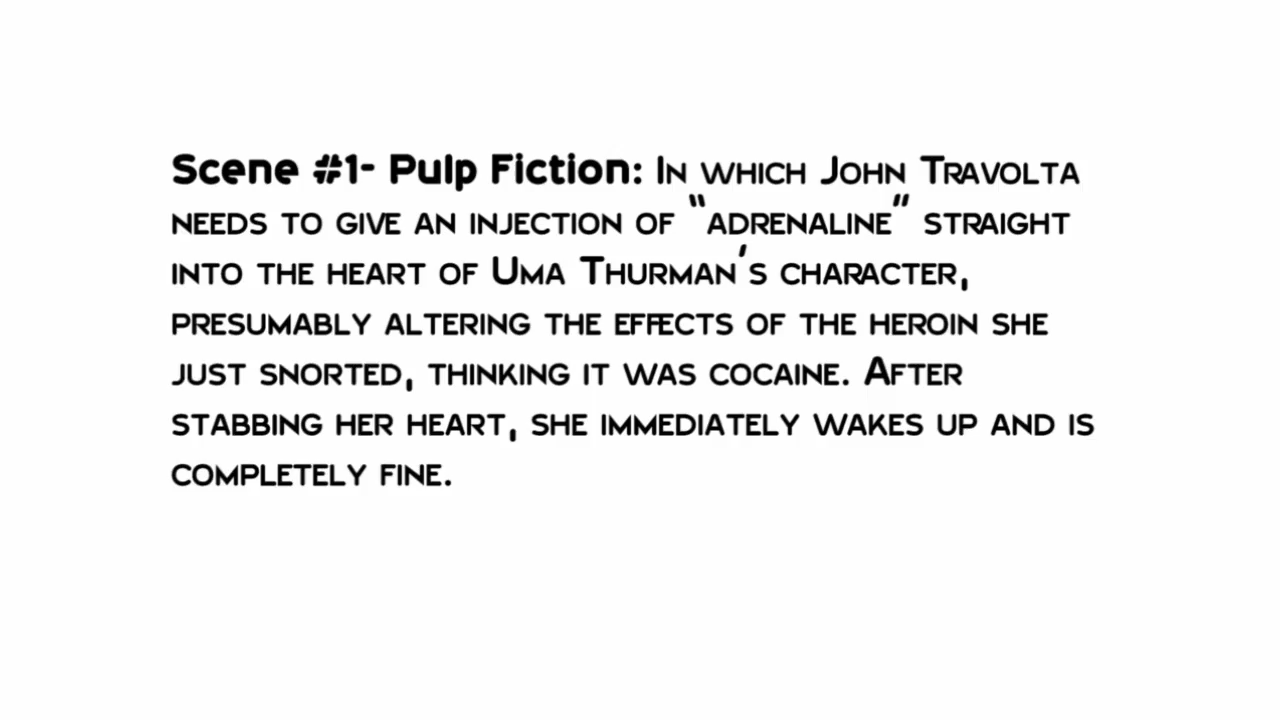 Scene #1- Pulp Fiction: In which John Travolta
needs to give an injection of "adrenaline" straight
into the heart of Uma Thurman's character,
presumably altering the effects of the heroin she
just snorted, thinking it was cocaine. After
stabbing her heart, she immediately wakes up and is
completely fine.